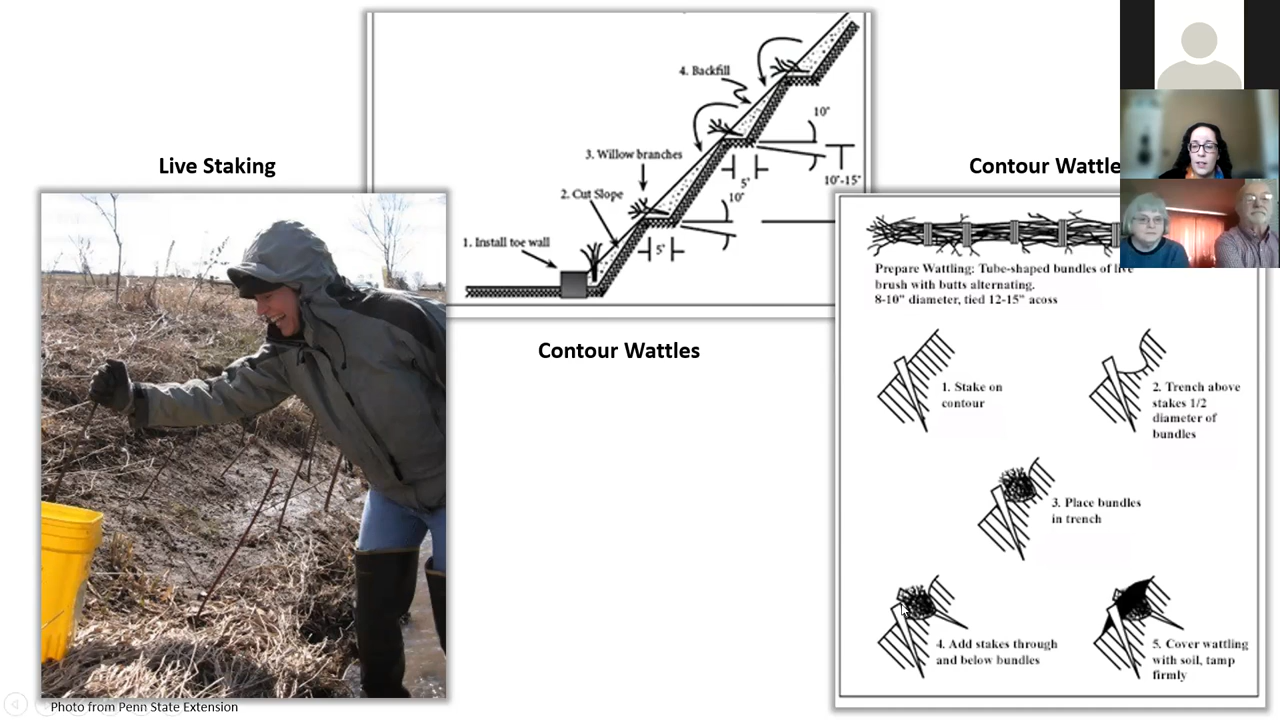 Live Staking
4. Backfill
3. Willow branches
2. Cut Slope
1. Install toe wall
10"
10"-15'
5'
10"
5'
Contour Wattles
Contour Wattle
Prepare Wattling: Tube-shaped bundles of live
brush with butts alternating.
8-10" diameter, tied 12-15" acoss
1. Stake on
contour
2. Trench above
stakes 1/2
diameter of
bundles
3. Place bundles
in trench
4. Add stakes through
and below bundles
5. Cover wattling
with soil, tamp
firmly
Photo from Penn State Extension